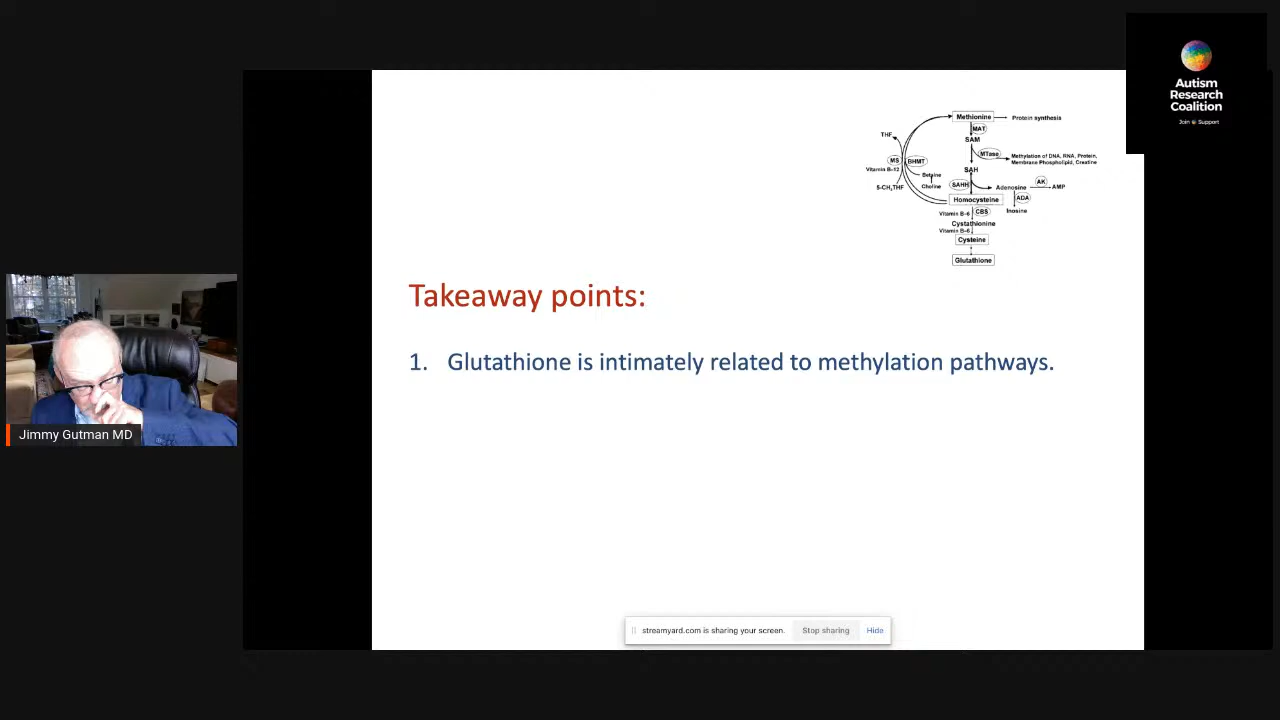 Autism
Research
Coalition
Join Support
Methionine
Protein synthesis
MAT
THF
SAM
MTase
Methylation of DNA, RNA, Protein,
Membrane Phospholipid, Creatine
MS
BHMT
Vitamin B-12
Betaine
SAH
Choline
5-CH3THF
SAHH
Adenosine
AK
AMP
Homocysteine
ADA
Vitamin B-6
CBS
Inosine
Cystathionine
Vitamin B-6
Cysteine
Glutathione
Takeaway points:
1. Glutathione is intimately related to methylation pathways.
Jimmy Gutman MD
streamyard.com is sharing your screen.
Stop sharing
Hide